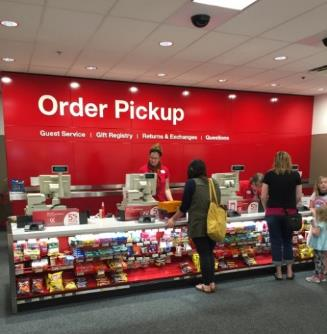 Order Pickup
Guest Service | Gift Registry | Returns & Exchanges | Questions